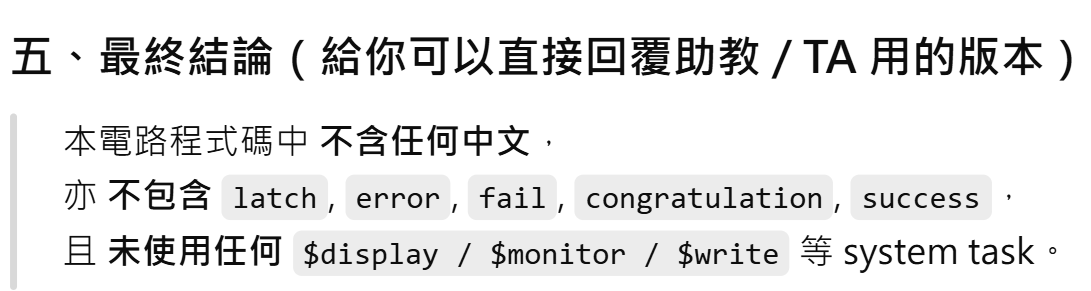 五、最終結論（給你可以直接回覆助教 / TA 用的版本）
本電路程式碼中 不含任何中文，
亦 不包含 latch, error, fail, congratulation, success，
且 未使用任何 $display / $monitor / $write 等 system task。